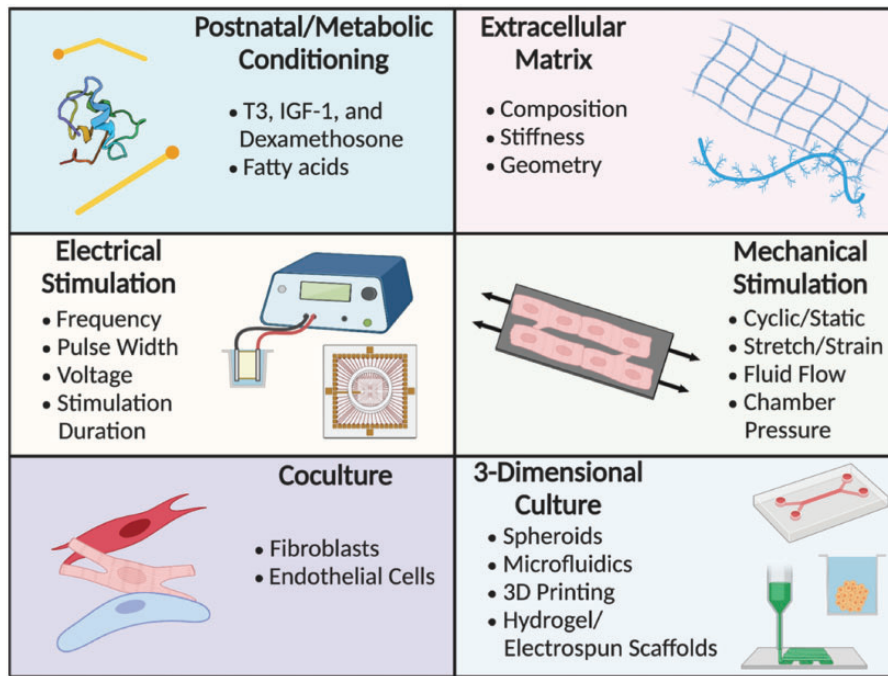 Postnatal/Metabolic
Conditioning
• T3, IGF-1, and
Dexamethosone
• Fatty acids
Extracellular
Matrix
• Composition
• Stiffness
• Geometry
Electrical
Stimulation
• Frequency
• Pulse Width
• Voltage
• Stimulation
Duration
Mechanical
Stimulation
• Cyclic/Static
• Stretch/Strain
• Fluid Flow
• Chamber
Pressure
Coculture
• Fibroblasts
• Endothelial Cells
3-Dimensional
Culture
• Spheroids
• Microfluidics
• 3D Printing
• Hydrogel/
Electrospun Scaffolds